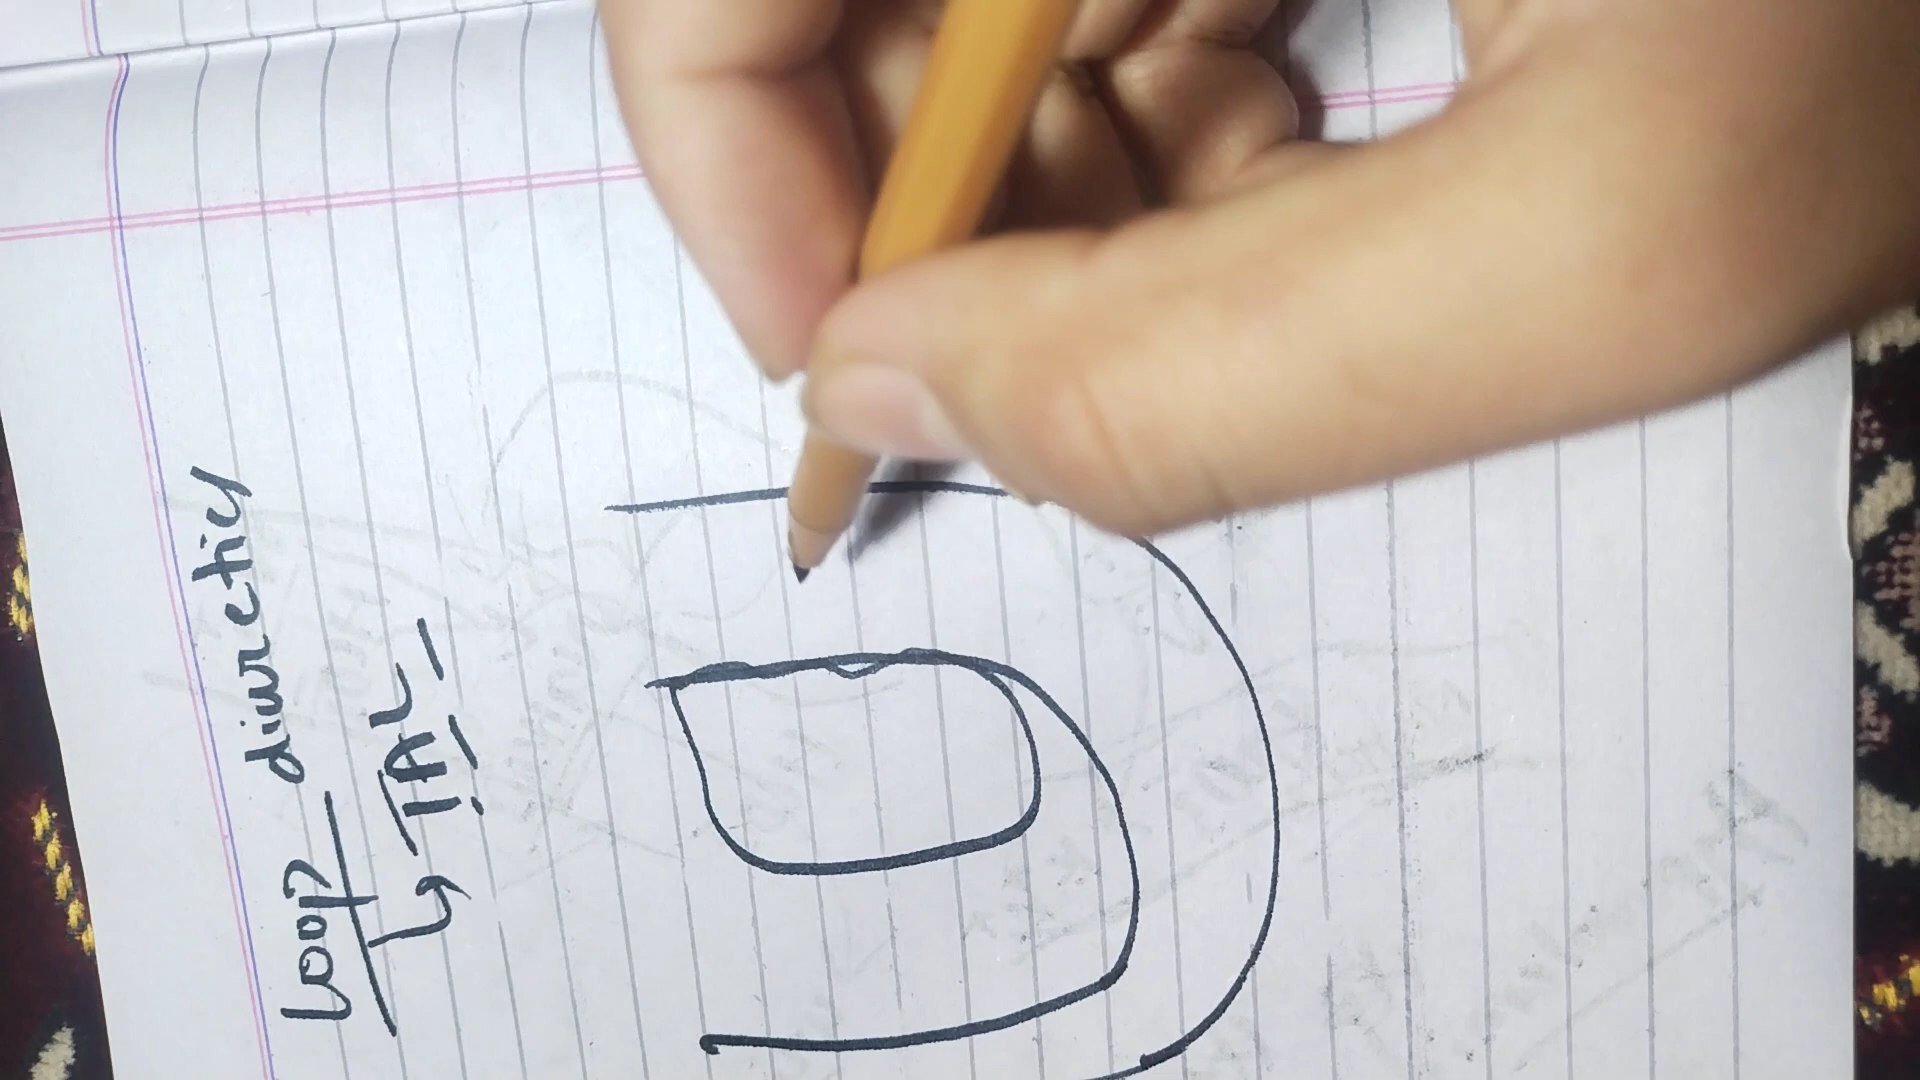 Loop diuretics
↳ TAL -